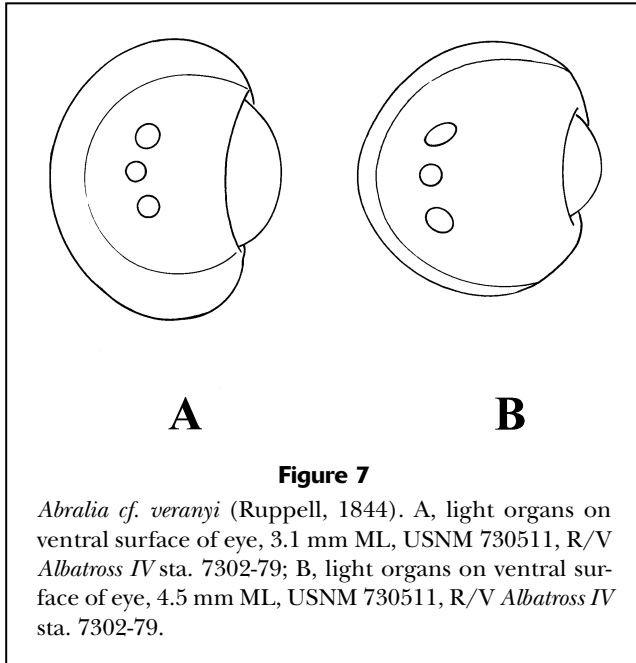 A
B
Figure 7
Abralia cf. veranyi (Ruppell, 1844). A, light organs on
ventral surface of eye, 3.1 mm ML, USNM 730511, R/V
Albatross IV sta. 7302-79; B, light organs on ventral sur-
face of eye, 4.5 mm ML, USNM 730511, R/V Albatross IV
sta. 7302-79.